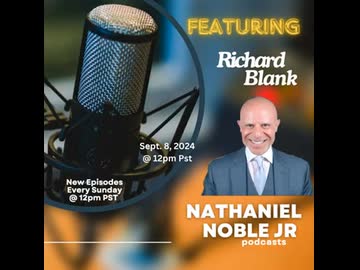 FEATURING
Richard
Blank
Sept. 8, 2024
@ 12pm Pst
New Episodes
Every Sunday
@ 12pm PST
NATHANIEL
NOBLE JR
podcasts